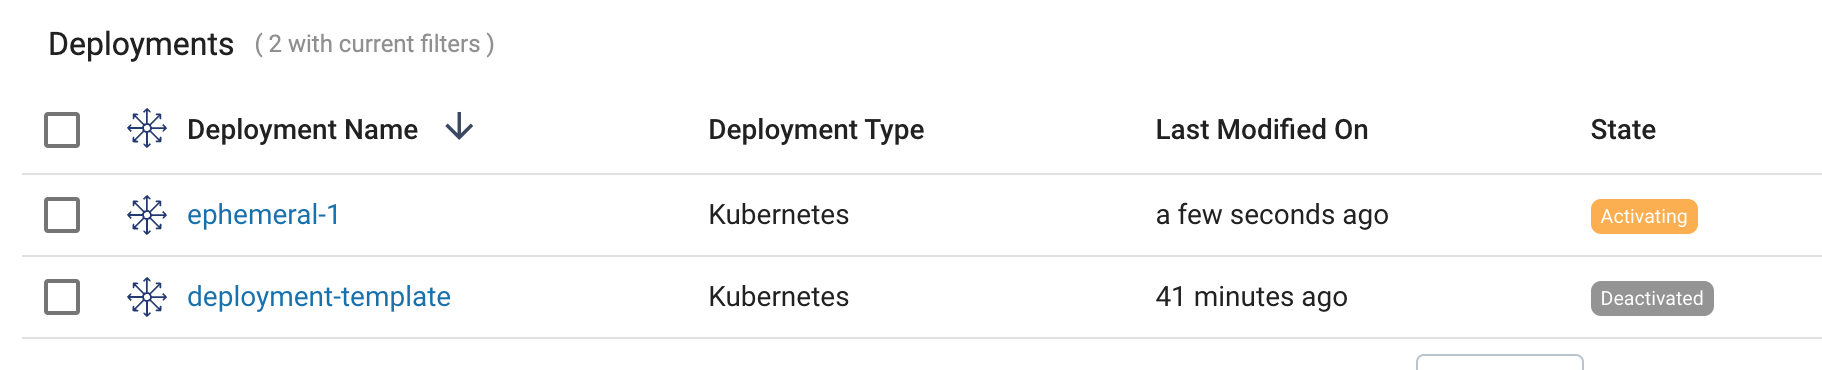 Deployments ( 2 with current filters )
Deployment Name Deployment Type Last Modified On State
ephemeral-1 Kubernetes a few seconds ago Activating
deployment-template Kubernetes 41 minutes ago Deactivated